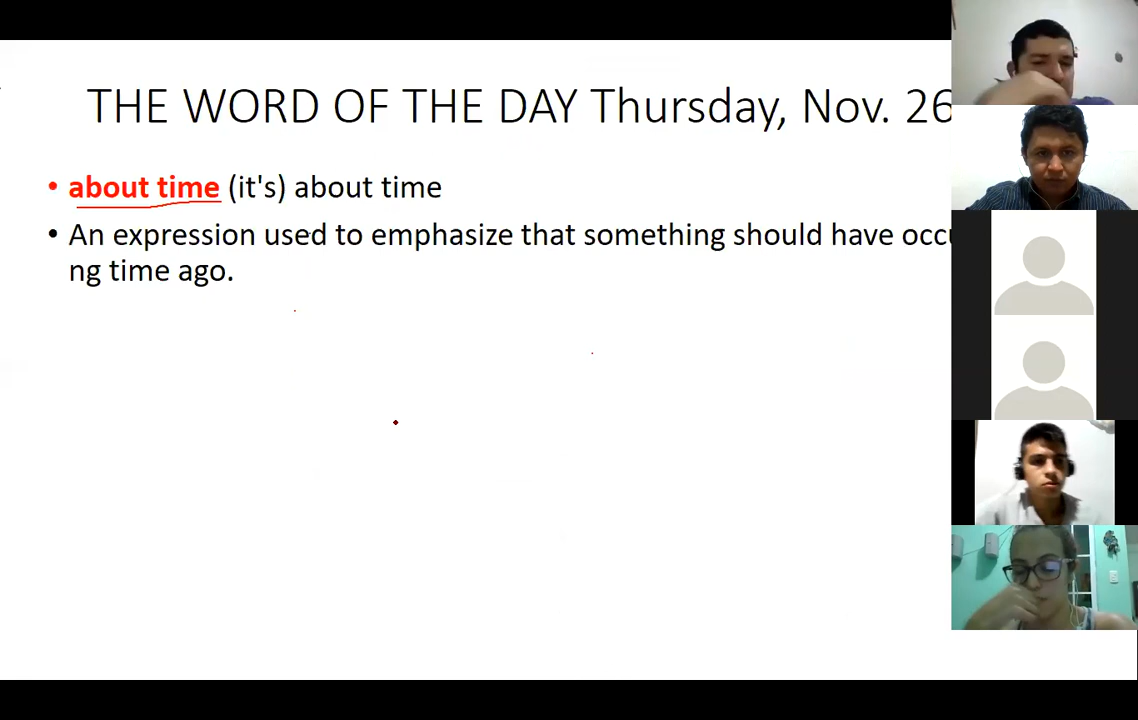 THE WORD OF THE DAY Thursday, Nov. 26
• about time (it's) about time
• An expression used to emphasize that something should have occu
ng time ago.